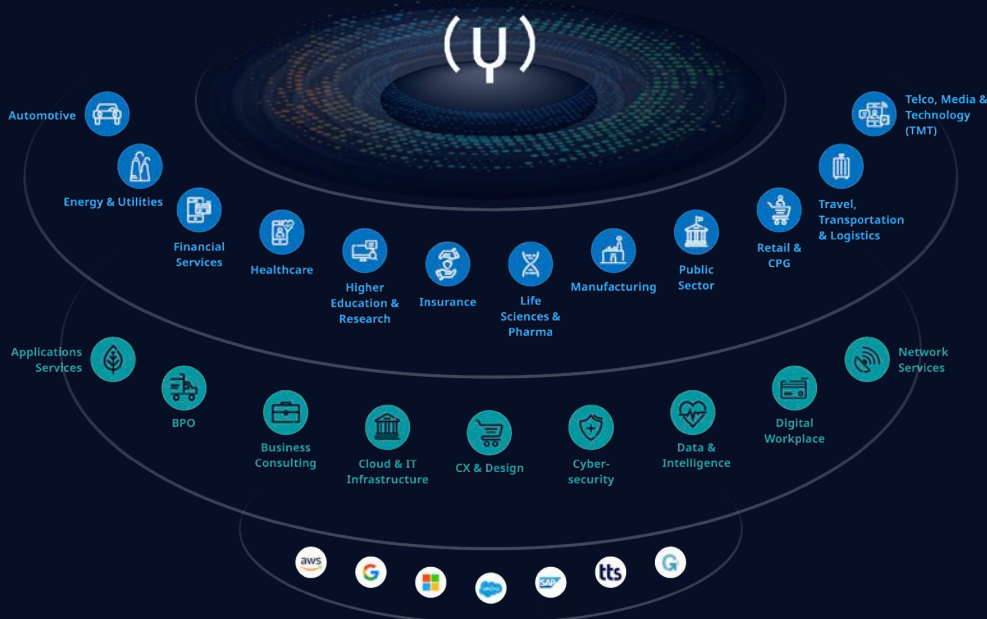 (Y)
Automotive
Energy & Utilities
Financial
Services
Healthcare
Higher
Education &
Research
Insurance
Life
Sciences &
Pharma
Manufacturing
Public
Sector
Retail &
CPG
Travel,
Transportation
& Logistics
Telco, Media &
Technology
(TMT)
Applications
Services
BPO
Business
Consulting
Cloud & IT
Infrastructure
CX & Design
Cyber-
security
Data &
Intelligence
Digital
Workplace
Network
Services
aws
G
SAP
tts
G